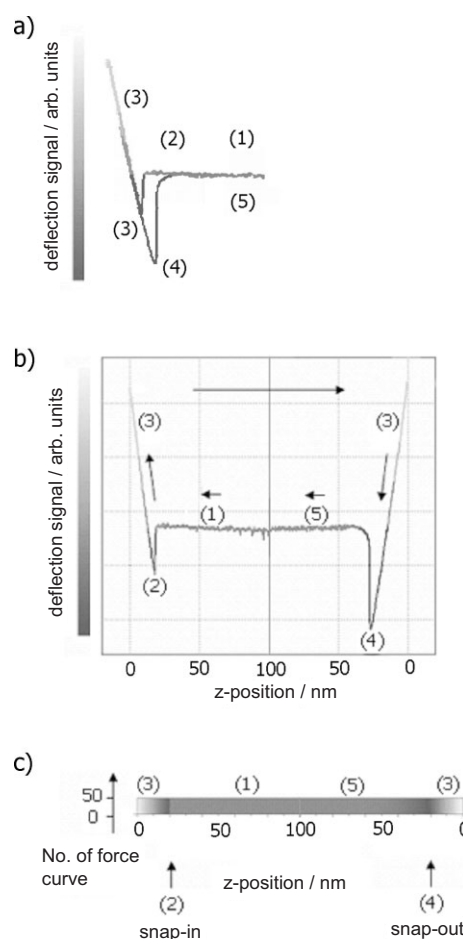 a)
deflection signal / arb. units
(3)
(2)
(1)
(3)
(5)
(4)
b)
deflection signal / arb. units
(3)
(3)
(1)
(5)
(2)
(4)
0
50
100
50
0
z-position / nm
c)
(3)
(1)
(5)
(3)
50
0
0
50
100
50
0
No. of force
curve
z-position / nm
(2)
(4)
snap-in
snap-out